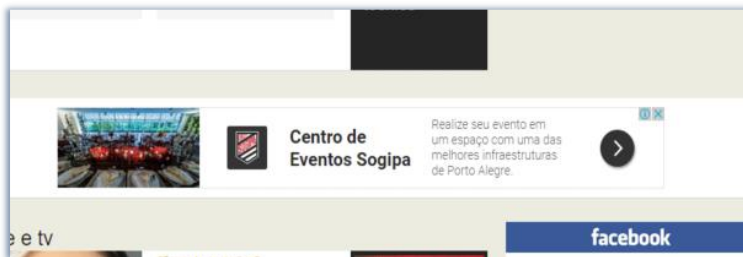 Centro de
Eventos Sogipa
Realize seu evento em
um espaço com uma das
melhores infraestruturas
de Porto Alegre.
e e tv
facebook